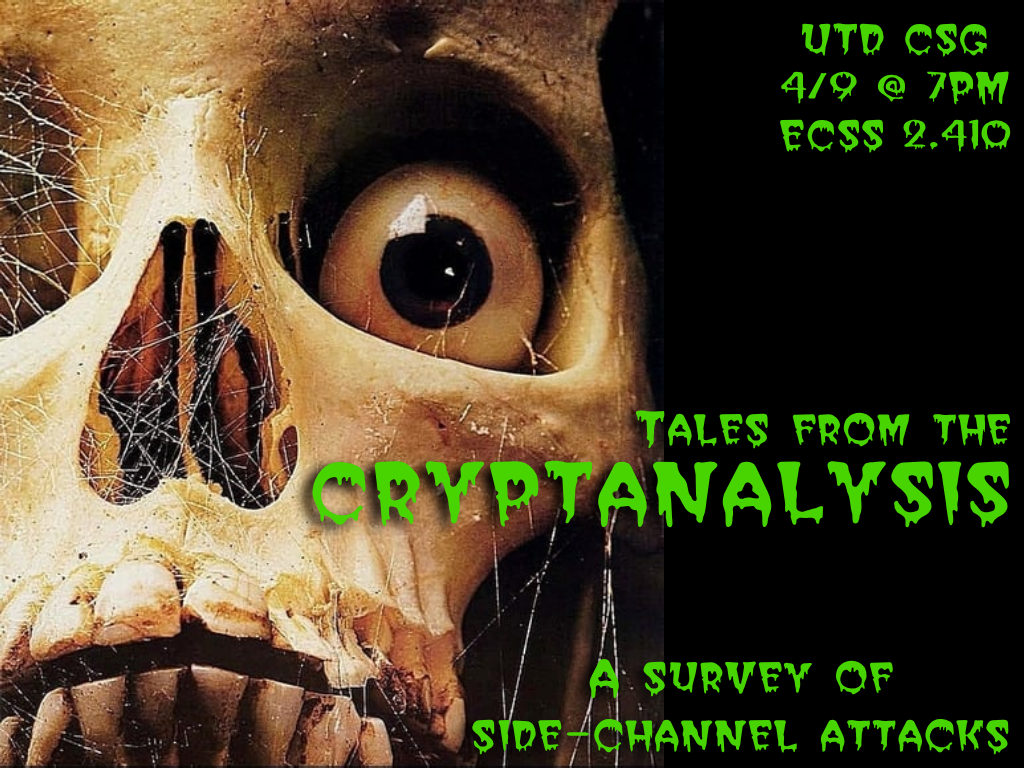 UTD CSG
4/9 @ 7PM
ECSS 2.410
TALES FROM THE
CRYPTANALYSIS
A SURVEY OF
SIDE-CHANNEL ATTACKS